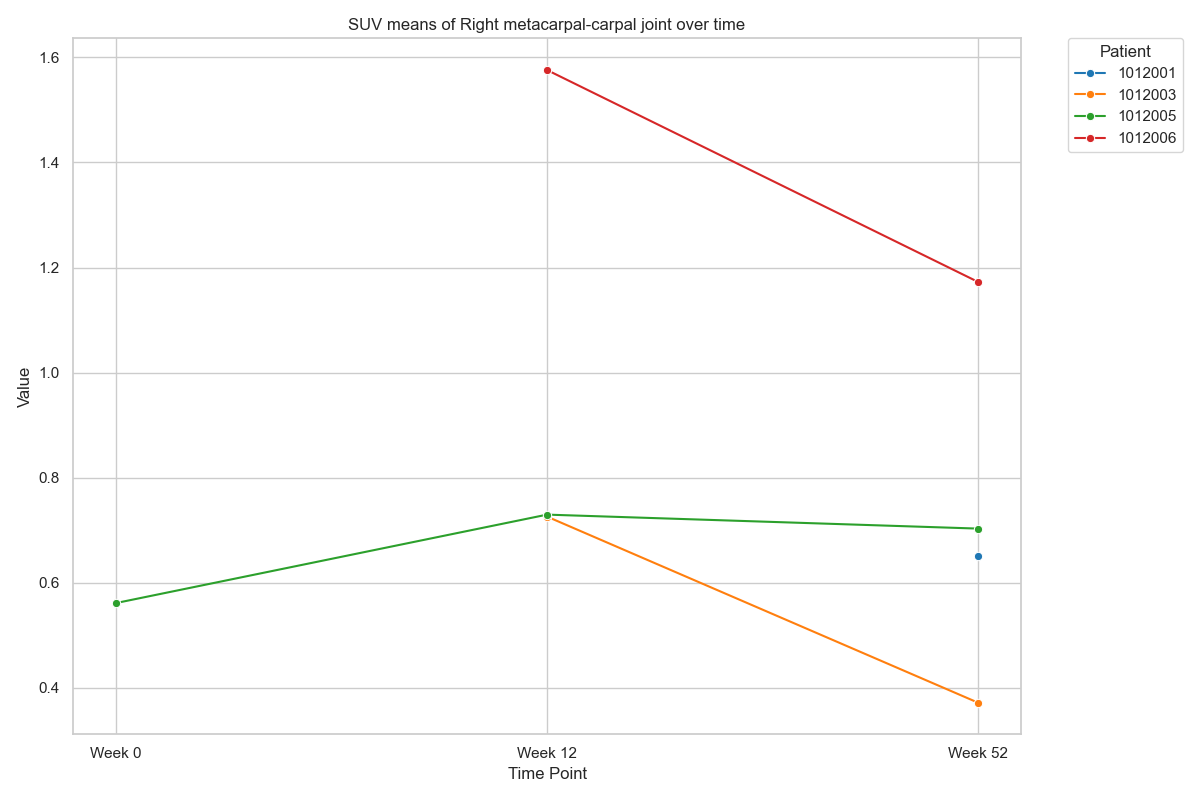 SUV means of Right metacarpal-carpal joint over time
Patient
1012001
1012003
1012005
1012006
Value
1.6
1.4
1.2
1.0
0.8
0.6
0.4
Week 0
Week 12
Week 52
Time Point